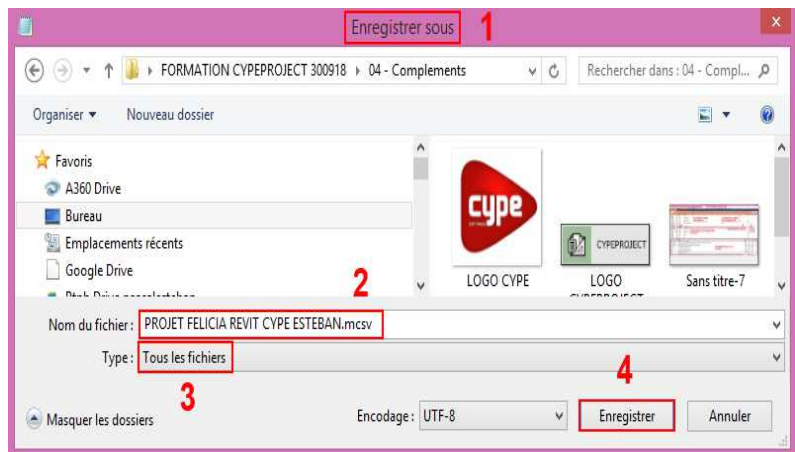 Enregistrer sous 1
FORMATION CYPEPROJECT 300918 04 - Complements
Rechercher dans : 04 - Compl...
Organiser Nouveau dossier
Favoris
A360 Drive
Bureau
Emplacements récents
Google Drive
cype
CYPEPROJECT
LOGO CYPE
LOGO
Sans titre-7
2
Nom du fichier : PROJET FELICIA REVIT CYPE ESTEBAN.mcsv
Type : Tous les fichiers
3
4
Masquer les dossiers
Encodage : UTF-8
Enregistrer
Annuler